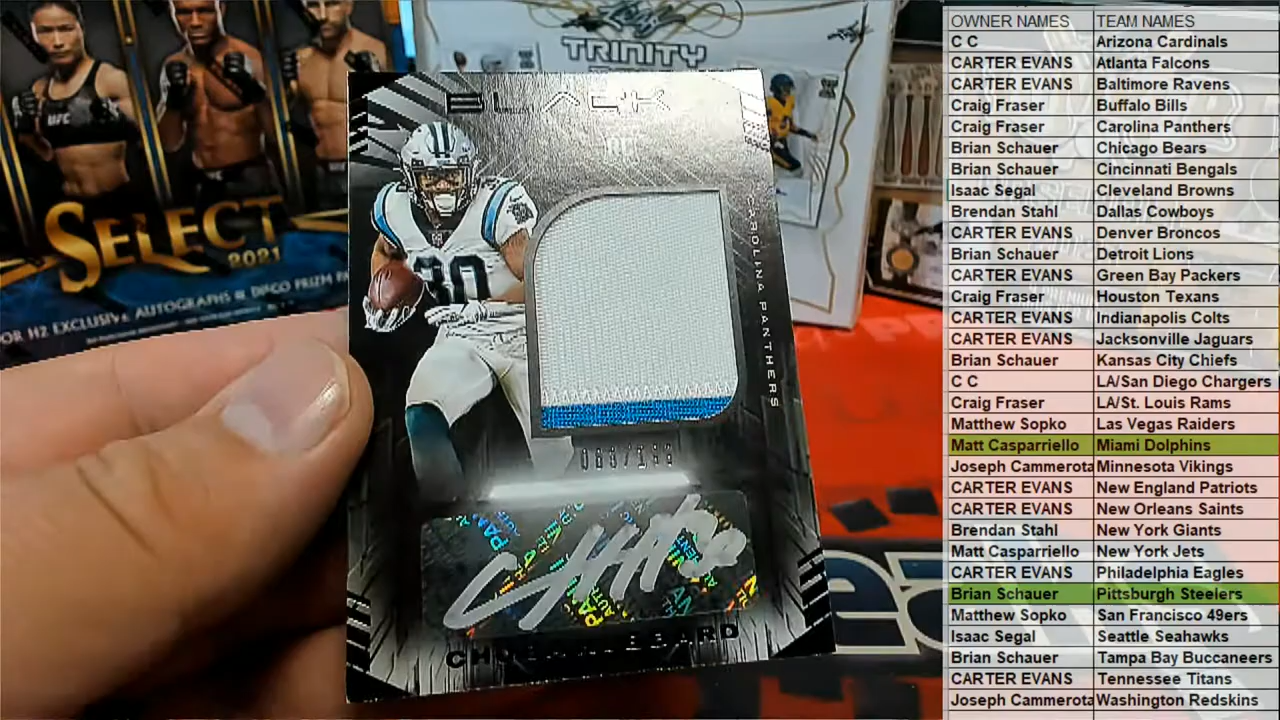 UFC
SELECT
2021
AUTOGRAPHS
TRINITY
BLACK
30
CAROLINA PANTHERS
OWNER NAMES TEAM NAMES
C C Arizona Cardinals
CARTER EVANS Atlanta Falcons
CARTER EVANS Baltimore Ravens
Craig Fraser Buffalo Bills
Craig Fraser Carolina Panthers
Brian Schauer Chicago Bears
Brian Schauer Cincinnati Bengals
Isaac Segal Cleveland Browns
Brendan Stahl Dallas Cowboys
CARTER EVANS Denver Broncos
Brian Schauer Detroit Lions
CARTER EVANS Green Bay Packers
Craig Fraser Houston Texans
CARTER EVANS Indianapolis Colts
CARTER EVANS Jacksonville Jaguars
Brian Schauer Kansas City Chiefs
C C LA/San Diego Chargers
Craig Fraser LA/St. Louis Rams
Matthew Sopko Las Vegas Raiders
Matt Casparriello Miami Dolphins
Joseph Cammerota Minnesota Vikings
CARTER EVANS New England Patriots
CARTER EVANS New Orleans Saints
Brendan Stahl New York Giants
Matt Casparriello New York Jets
CARTER EVANS Philadelphia Eagles
Brian Schauer Pittsburgh Steelers
Matthew Sopko San Francisco 49ers
Isaac Segal Seattle Seahawks
Brian Schauer Tampa Bay Buccaneers
CARTER EVANS Tennessee Titans
Joseph Cammerota Washington Redskins